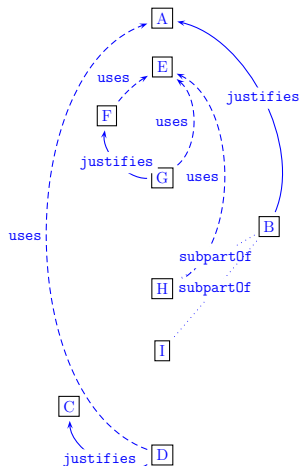 A
E
uses
justifies
F
uses
justifies
G
uses
B
uses
subpartOf
H
subpartOf
I
C
D
justifies